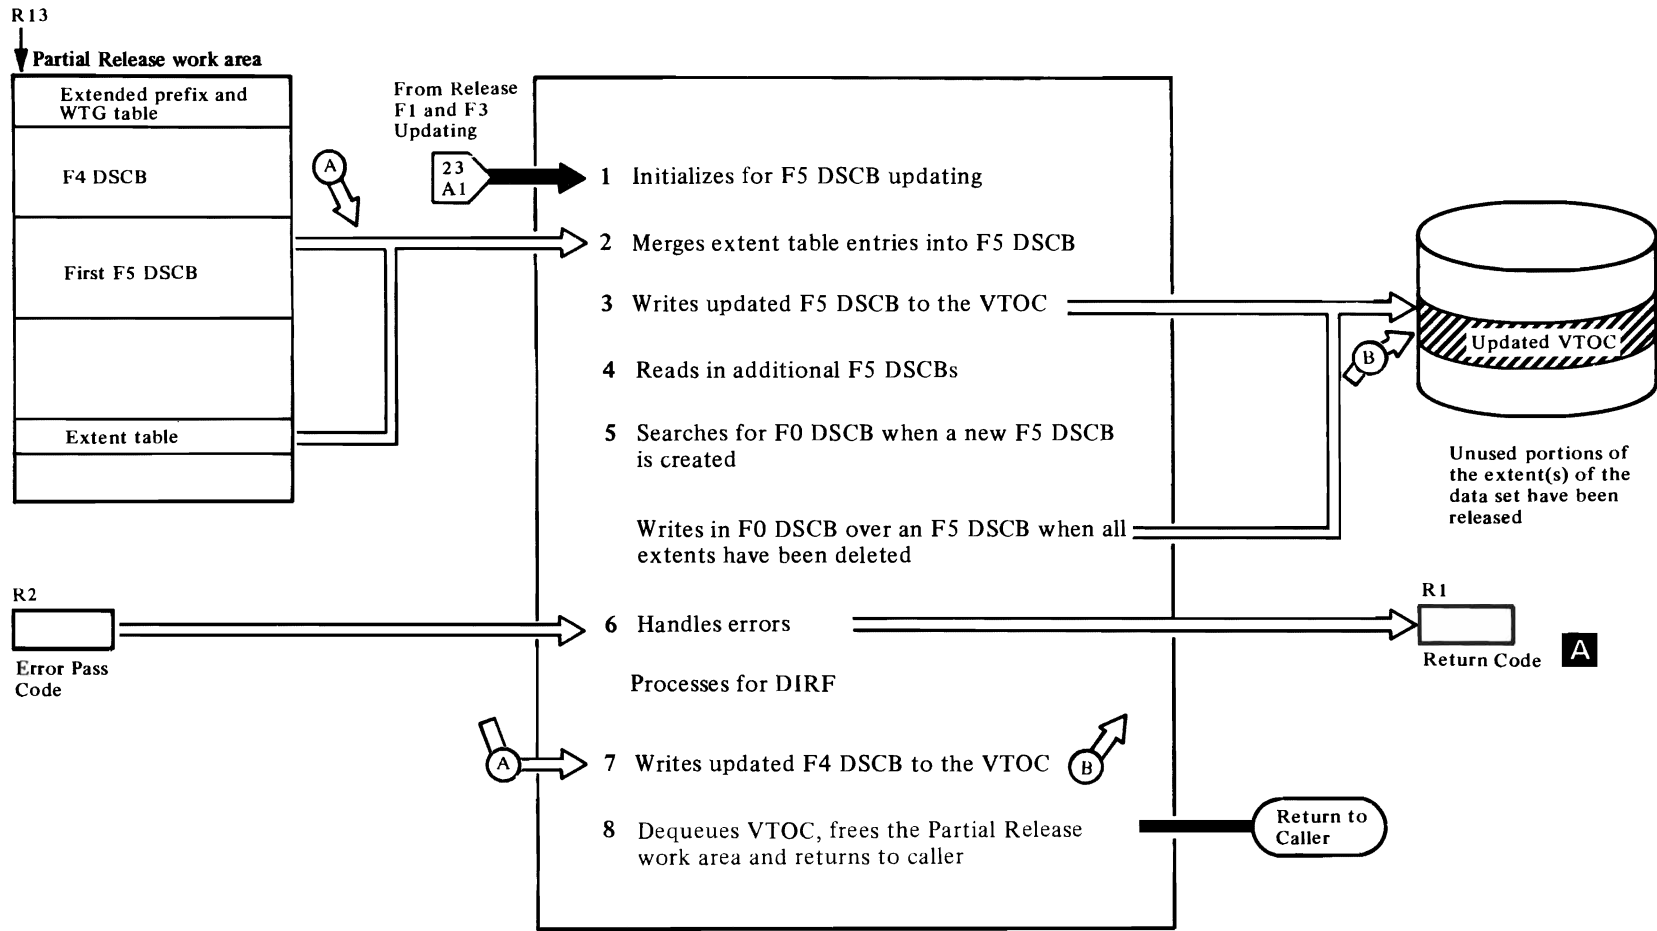 R13
Partial Release work area
Extended prefix and
WTG table
F4 DSCB
First F5 DSCB
Extent table
A
From Release
F1 and F3
Updating
23
A1
1 Initializes for F5 DSCB updating
2 Merges extent table entries into F5 DSCB
3 Writes updated F5 DSCB to the VTOC
4 Reads in additional F5 DSCBs
5 Searches for F0 DSCB when a new F5 DSCB
is created
Writes in F0 DSCB over an F5 DSCB when all
extents have been deleted
B
Updated VTOC
Unused portions of
the extent(s) of the
data set have been
released
R2
Error Pass
Code
6 Handles errors
R1
Return Code
A
Processes for DIRF
A
7 Writes updated F4 DSCB to the VTOC
B
8 Dequeues VTOC, frees the Partial Release
work area and returns to caller
Return to
Caller